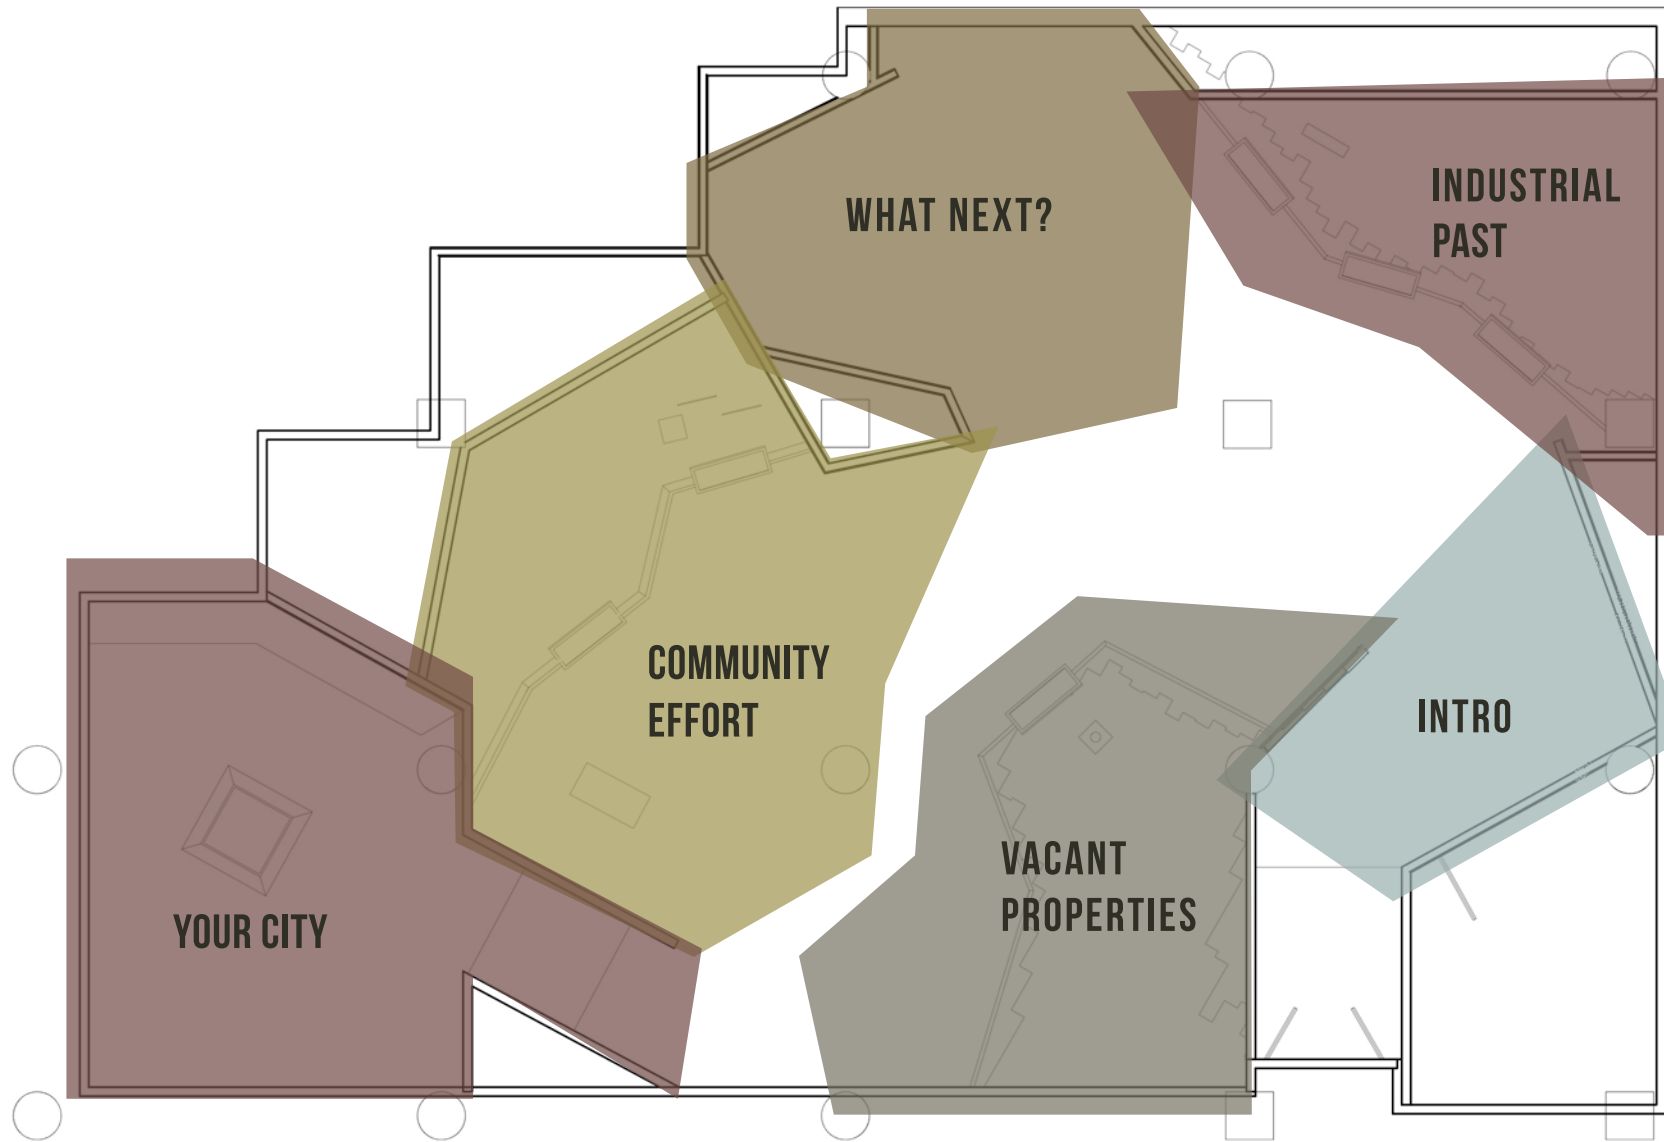 WHAT NEXT?
INDUSTRIAL
PAST
COMMUNITY
EFFORT
INTRO
VACANT
PROPERTIES
YOUR CITY